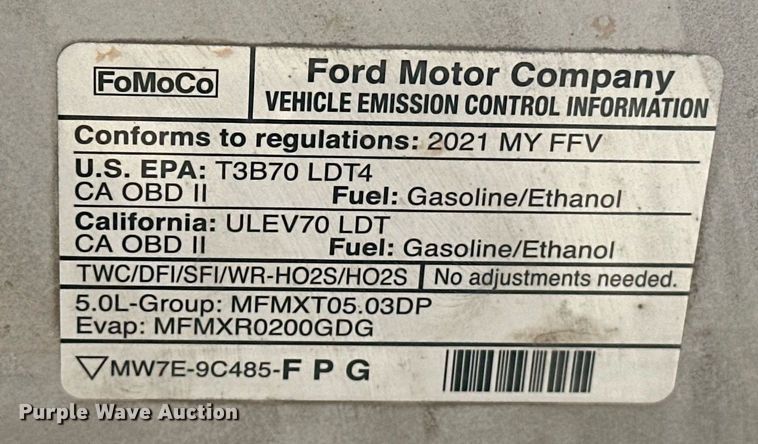 FoMoCo
Ford Motor Company
VEHICLE EMISSION CONTROL INFORMATION
Conforms to regulations: 2021 MY FFV
U.S. EPA: T3B70 LDT4
CA OBD II Fuel: Gasoline/Ethanol
California: ULEV70 LDT
CA OBD II Fuel: Gasoline/Ethanol
TWC/DFI/SFI/WR-HO2S/HO2S No adjustments needed.
5.0L-Group: MFMXT05.03DP
Evap: MFMXR0200GDG
MW7E-9C485-F P G
Purple Wave Auction